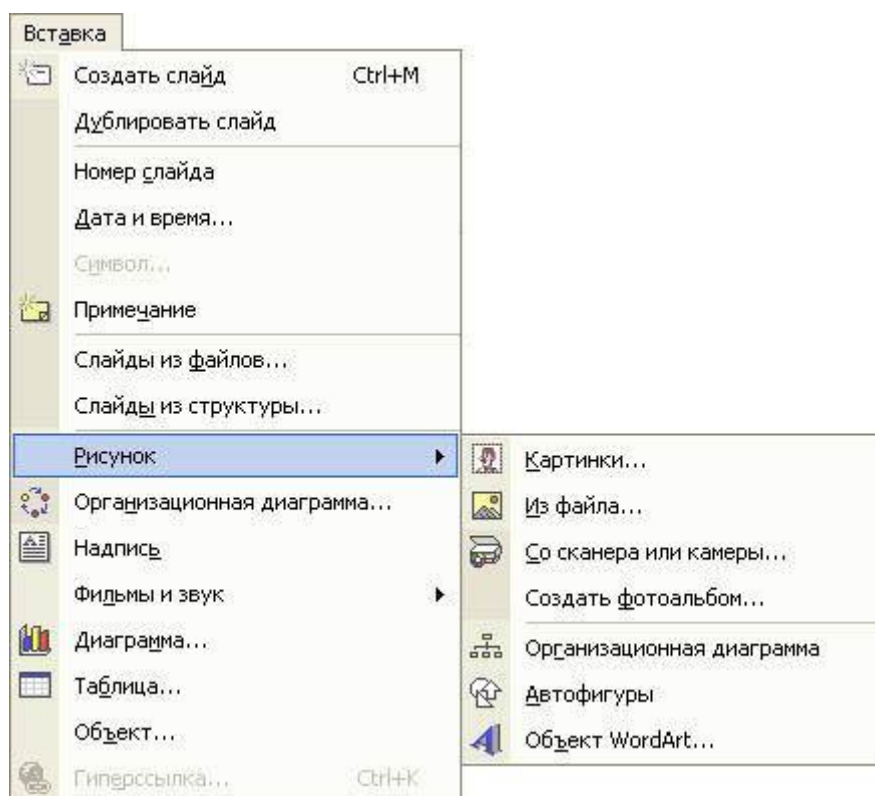 Вставка
Создать слайд Ctrl+M
Дублировать слайд
Номер слайда
Дата и время...
Символ...
Примечание
Слайды из файлов...
Слайды из структуры...
Рисунок
Организационная диаграмма...
Надпись
Фильмы и звук
Диаграмма...
Таблица...
Объект...
Гиперссылка... Ctrl+K
Картинки...
Из файла...
Со сканера или камеры...
Создать фотоальбом...
Организационная диаграмма
Автофигуры
Объект WordArt...